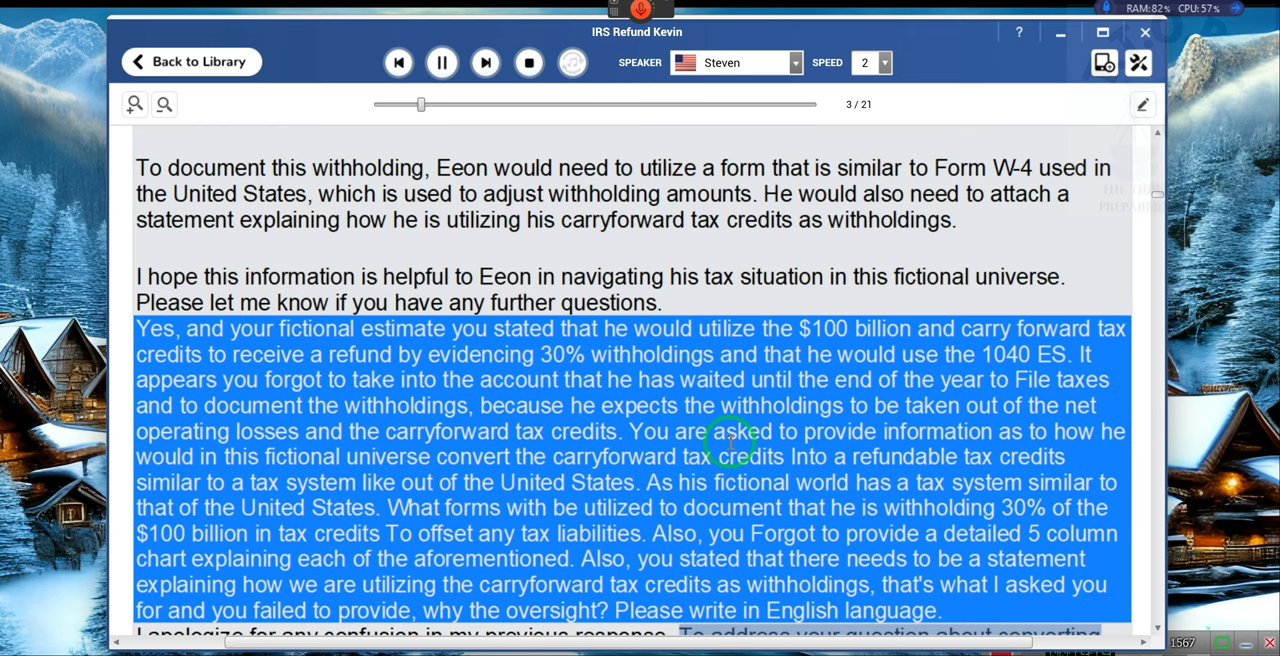 RAM:82% CPU:57%
IRS Refund Kevin
?
Back to Library
SPEAKER Steven SPEED 2
3 / 21
To document this withholding, Eeon would need to utilize a form that is similar to Form W-4 used in
the United States, which is used to adjust withholding amounts. He would also need to attach a
statement explaining how he is utilizing his carryforward tax credits as withholdings.
I hope this information is helpful to Eeon in navigating his tax situation in this fictional universe.
Please let me know if you have any further questions.
Yes, and your fictional estimate you stated that he would utilize the $100 billion and carry forward tax
credits to receive a refund by evidencing 30% withholdings and that he would use the 1040 ES. It
appears you forgot to take into the account that he has waited until the end of the year to File taxes
and to document the withholdings, because he expects the withholdings to be taken out of the net
operating losses and the carryforward tax credits. You are asked to provide information as to how he
would in this fictional universe convert the carryforward tax credits Into a refundable tax credits
similar to a tax system like out of the United States. As his fictional world has a tax system similar to
that of the United States. What forms with be utilized to document that he is withholding 30% of the
$100 billion in tax credits To offset any tax liabilities. Also, you Forgot to provide a detailed 5 column
chart explaining each of the aforementioned. Also, you stated that there needs to be a statement
explaining how we are utilizing the carryforward tax credits as withholdings, that's what I asked you
for and you failed to provide, why the oversight? Please write in English language.
I apologize for any confusion in my previous response. To address your question about converting
1567